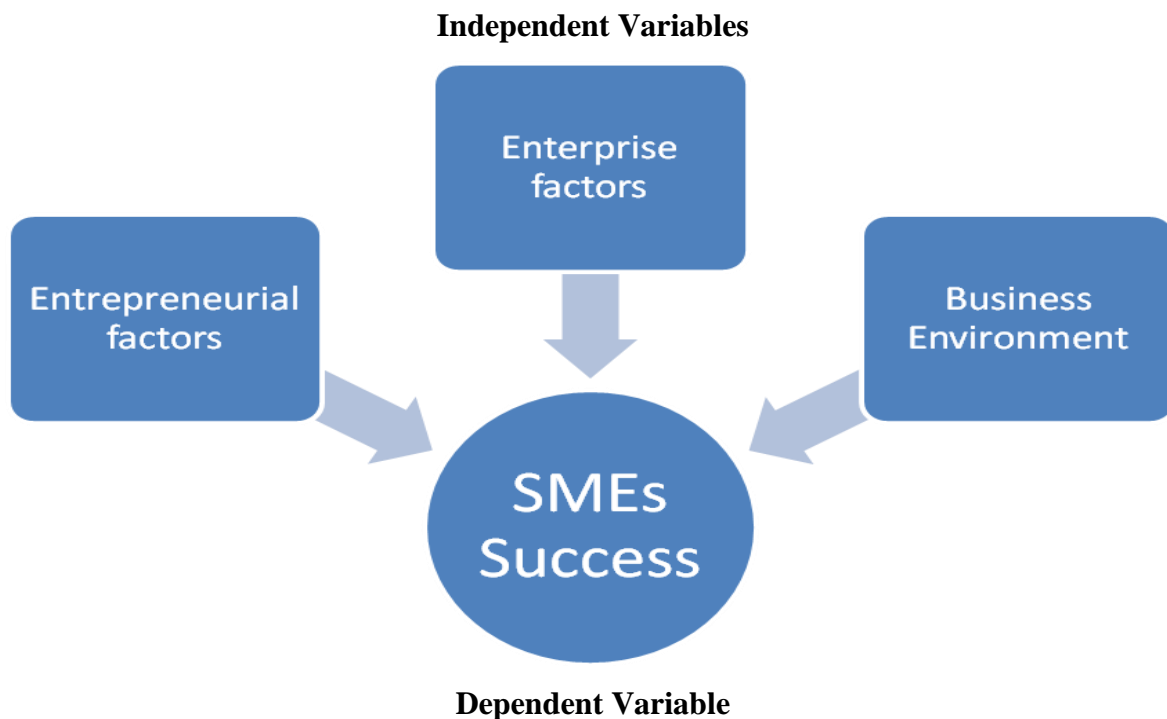 Independent Variables
Enterprise
factors
Entrepreneurial
factors
Business
Environment
SMEs
Success
Dependent Variable